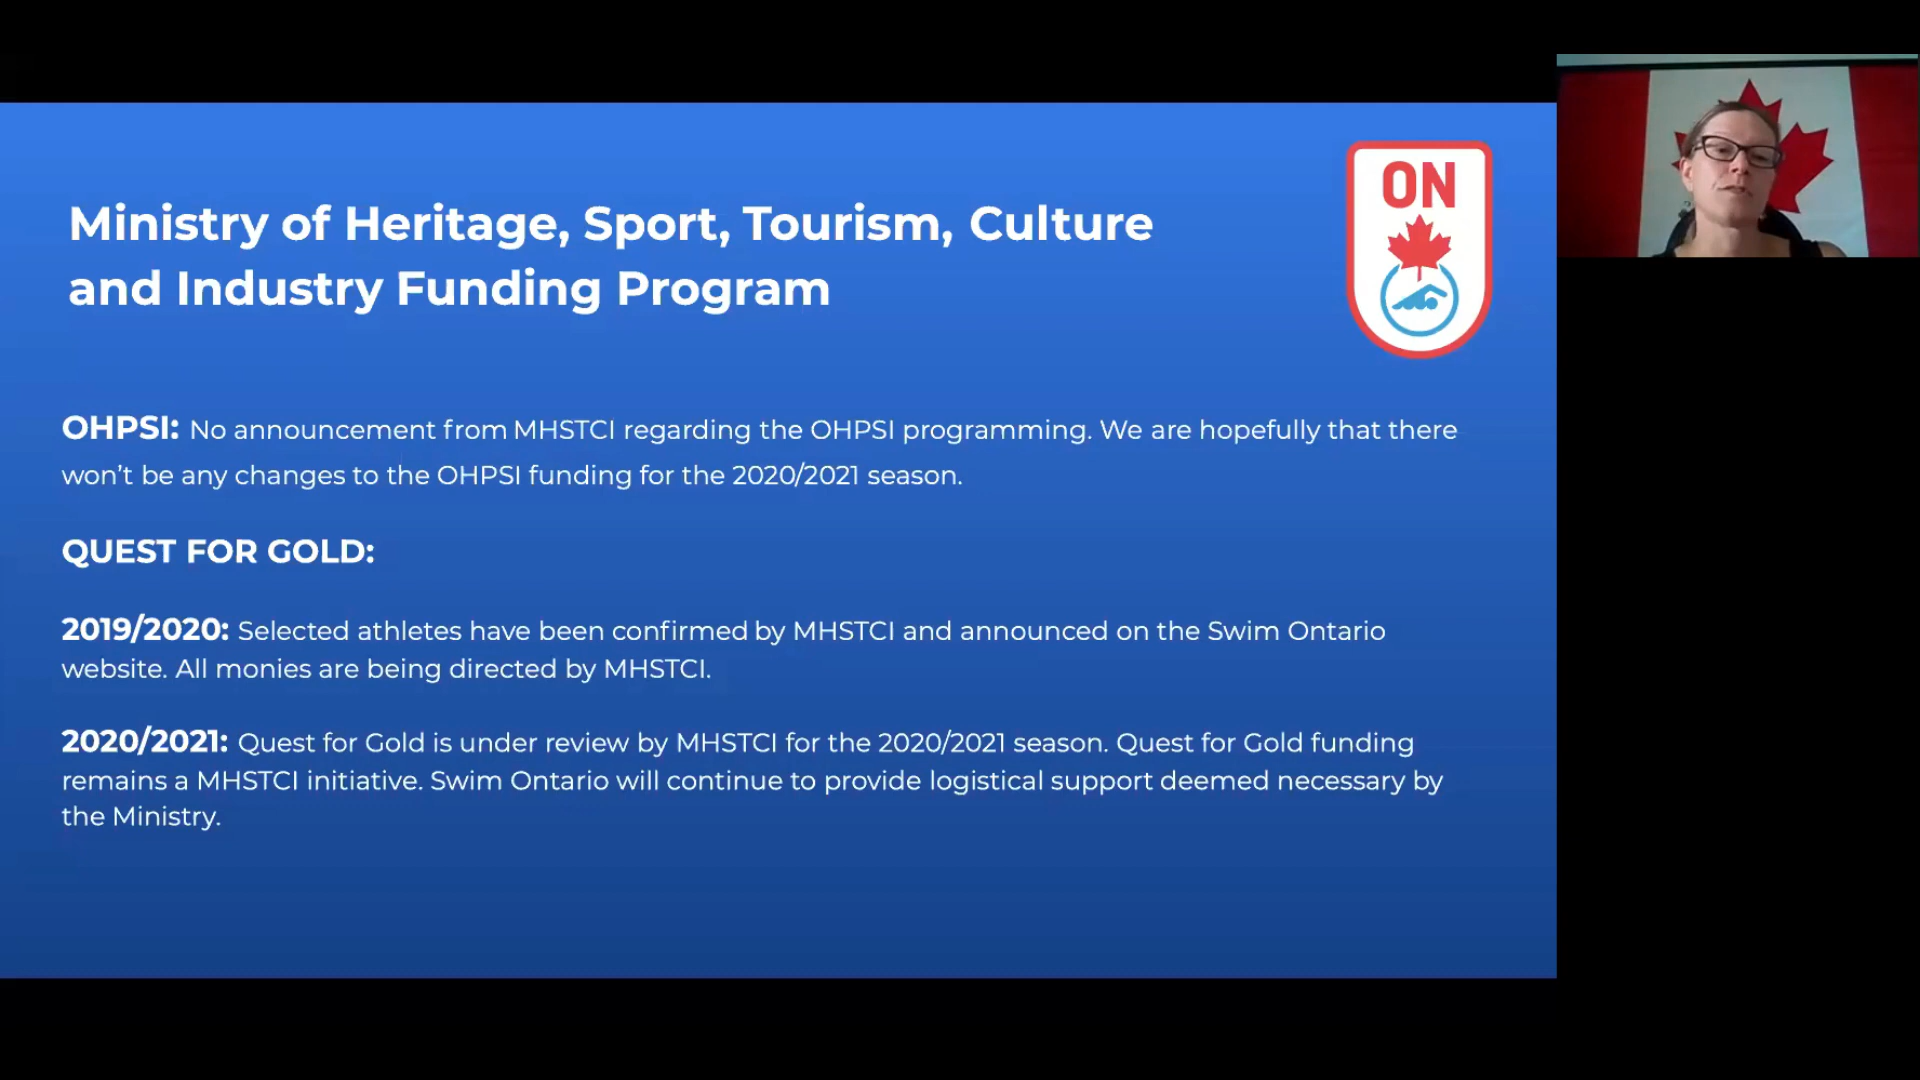 Ministry of Heritage, Sport, Tourism, Culture
and Industry Funding Program
ON
OHPSI: No announcement from MHSTCI regarding the OHPSI programming. We are hopefully that there
won't be any changes to the OHPSI funding for the 2020/2021 season.
QUEST FOR GOLD:
2019/2020: Selected athletes have been confirmed by MHSTCI and announced on the Swim Ontario
website. All monies are being directed by MHSTCI.
2020/2021: Quest for Gold is under review by MHSTCI for the 2020/2021 season. Quest for Gold funding
remains a MHSTCI initiative. Swim Ontario will continue to provide logistical support deemed necessary by
the Ministry.